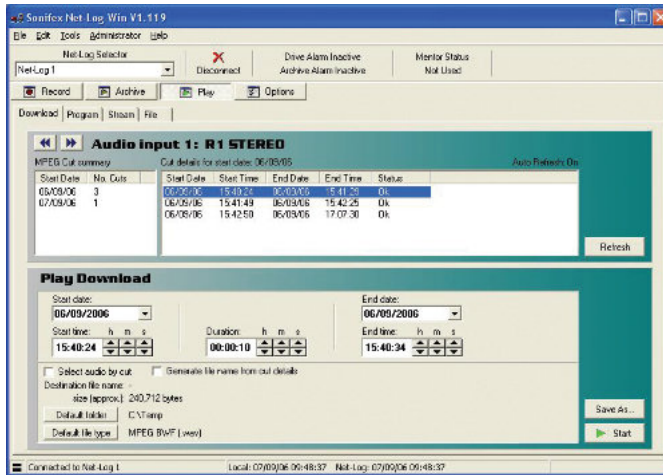 Sonifex Net-Log Win V1.119
File Edit Tools Administrator Help
Net-Log Selector
Net-Log 1
Disconnect
Drive Alarm Inactive
Archive Alarm Inactive
Mentor Status
Not Used
Record Archive Play Options
Download Program Stream File
Audio input 1: R1 STEREO
MPEG Cut summary Cut details for start date: 06/09/06 Auto Refresh: On
Start Date No. Cuts
06/09/06 3
07/09/06 1
Start Date Start Time End Date End Time Status
06/09/06 15:40:24 06/09/06 15:41:29 Ok
06/09/06 15:41:49 06/09/06 15:42:25 Ok
06/09/06 15:42:50 06/09/06 17:07:30 Ok
Refresh
Play Download
Start date: End date:
06/09/2006 06/09/2006
Start time: h m s Duration: h m s End time: h m s
15:40:24 00:00:10 15:40:34
Select audio by cut Generate file name from cut details
Destination file name: -
size (approx.): 240,712 bytes
Default folder C:\Temp
Default file type MPEG BWF (.wav)
Save As...
Start
Connected to Net-Log 1 Local: 07/09/06 09:48:37 Net-Log: 07/09/06 09:48:37